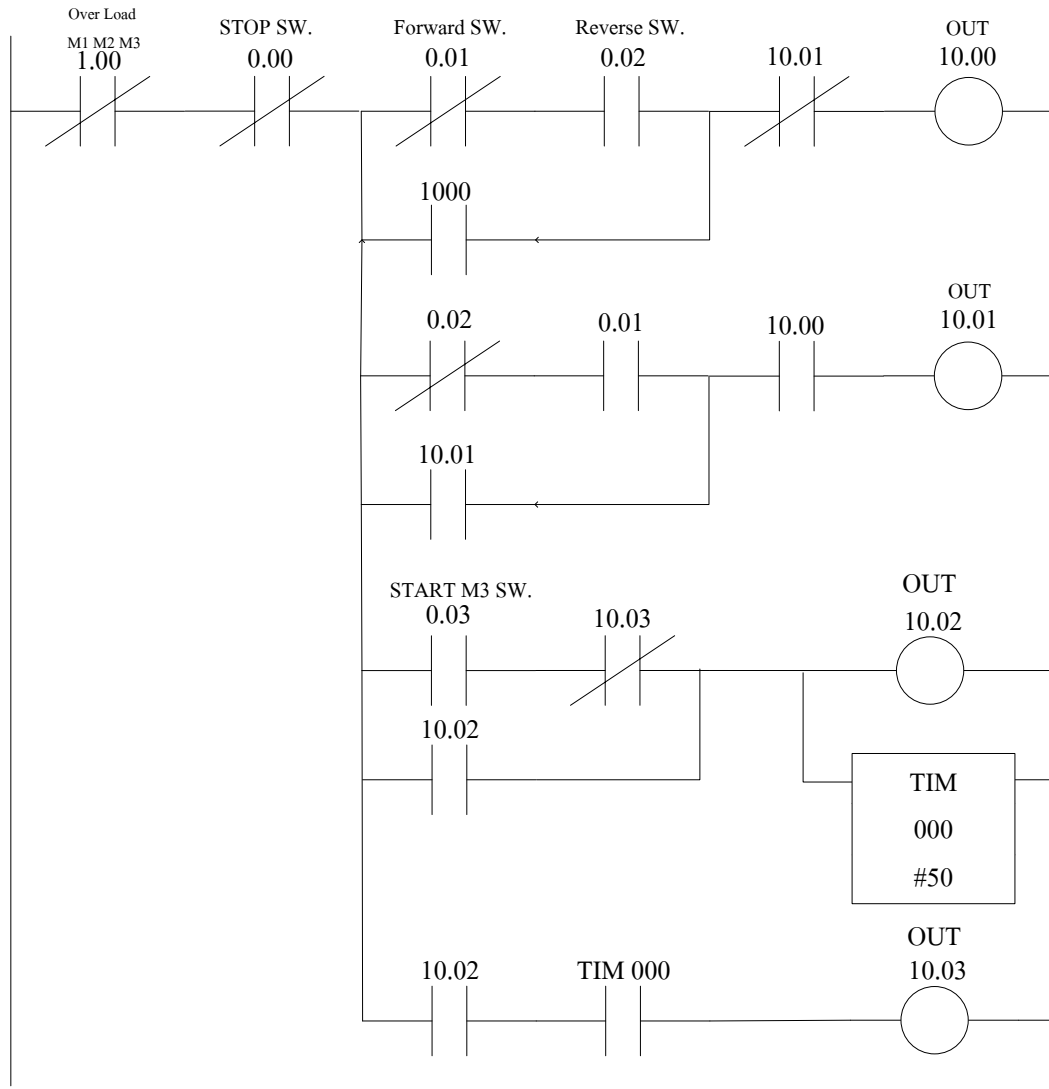 Over Load
M1 M2 M3
1.00
STOP SW.
0.00
Forward SW.
0.01
Reverse SW.
0.02
10.01
OUT
10.00
1000
0.02
0.01
10.00
OUT
10.01
10.01
START M3 SW.
0.03
10.03
OUT
10.02
10.02
TIM
000
#50
10.02
TIM 000
OUT
10.03